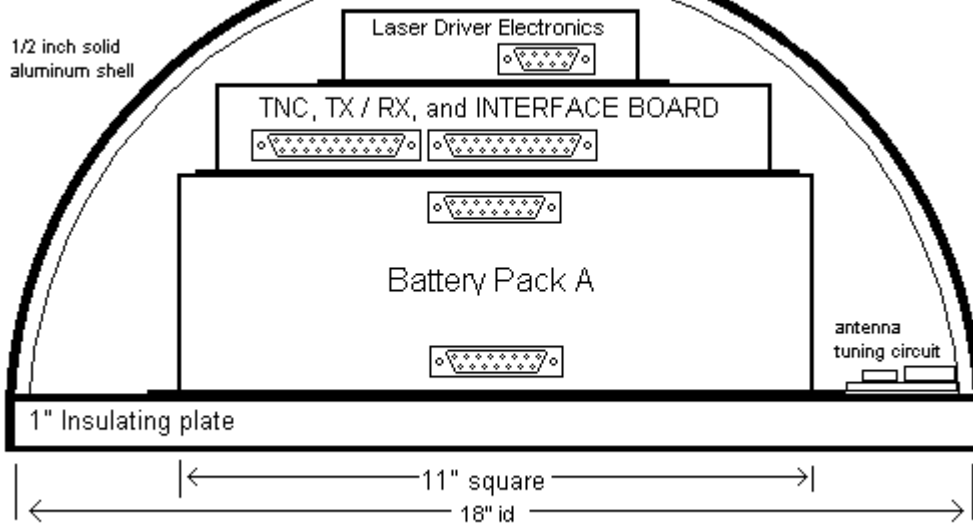 Laser Driver Electronics
1/2 inch solid
aluminum shell
TNC, TX / RX, and INTERFACE BOARD
Battery Pack A
antenna
tuning circuit
1" Insulating plate
11" square
18" id